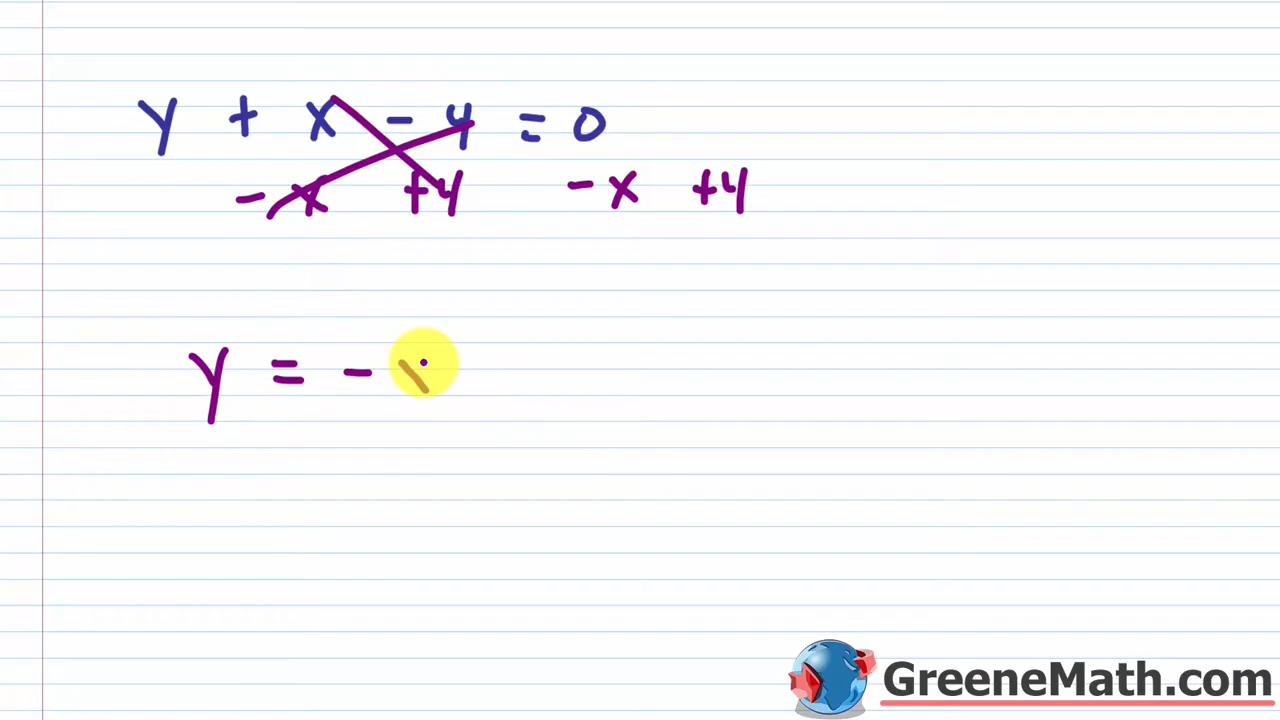 y + x - 4 = 0
- x + 4 - x + 4
y = -
GreeneMath.com